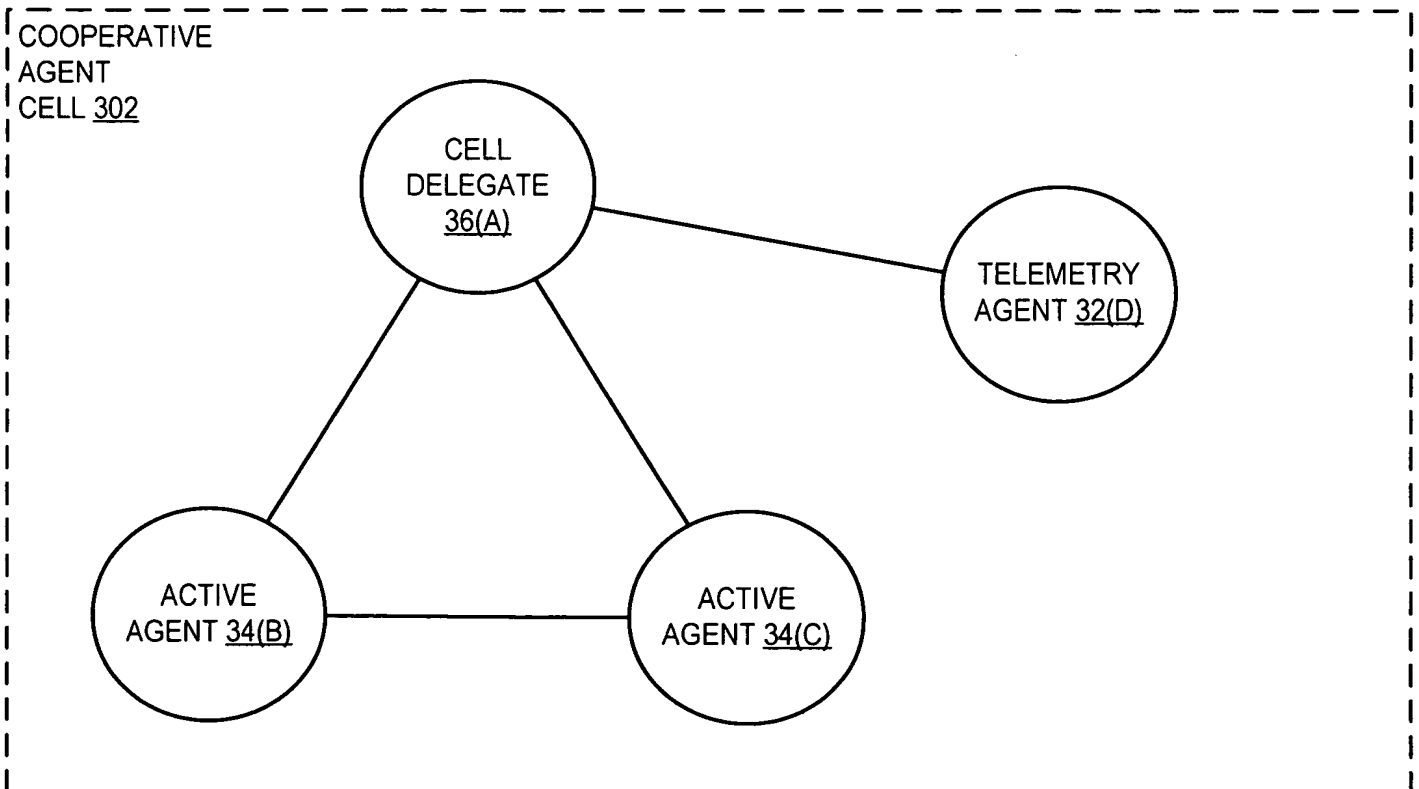 COOPERATIVE
AGENT
CELL 302
CELL
DELEGATE
36(A)
TELEMETRY
AGENT 32(D)
ACTIVE
AGENT 34(B)
ACTIVE
AGENT 34(C)